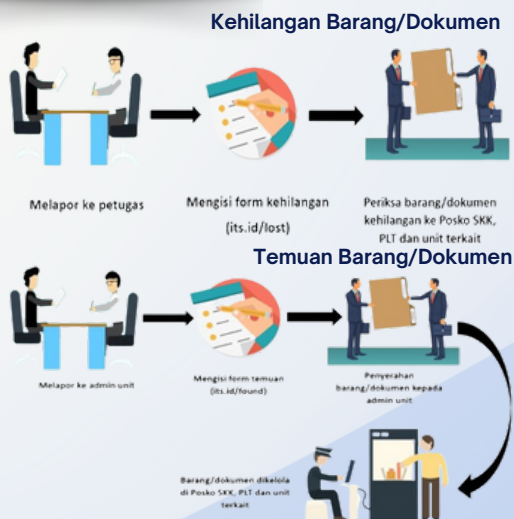 Kehilangan Barang/Dokumen
Melapor ke petugas
Mengisi form kehilangan
(its.id/lost)
Periksa barang/dokumen
kehilangan ke Posko SKK,
PLT dan unit terkait
Temuan Barang/Dokumen
Melapor ke admin unit
Mengisi form temuan
(its.id/found)
Penyerahan
barang/dokumen kepada
admin unit
Barang/dokumen dikelola
di Posko SKK, PLT dan unit
terkait